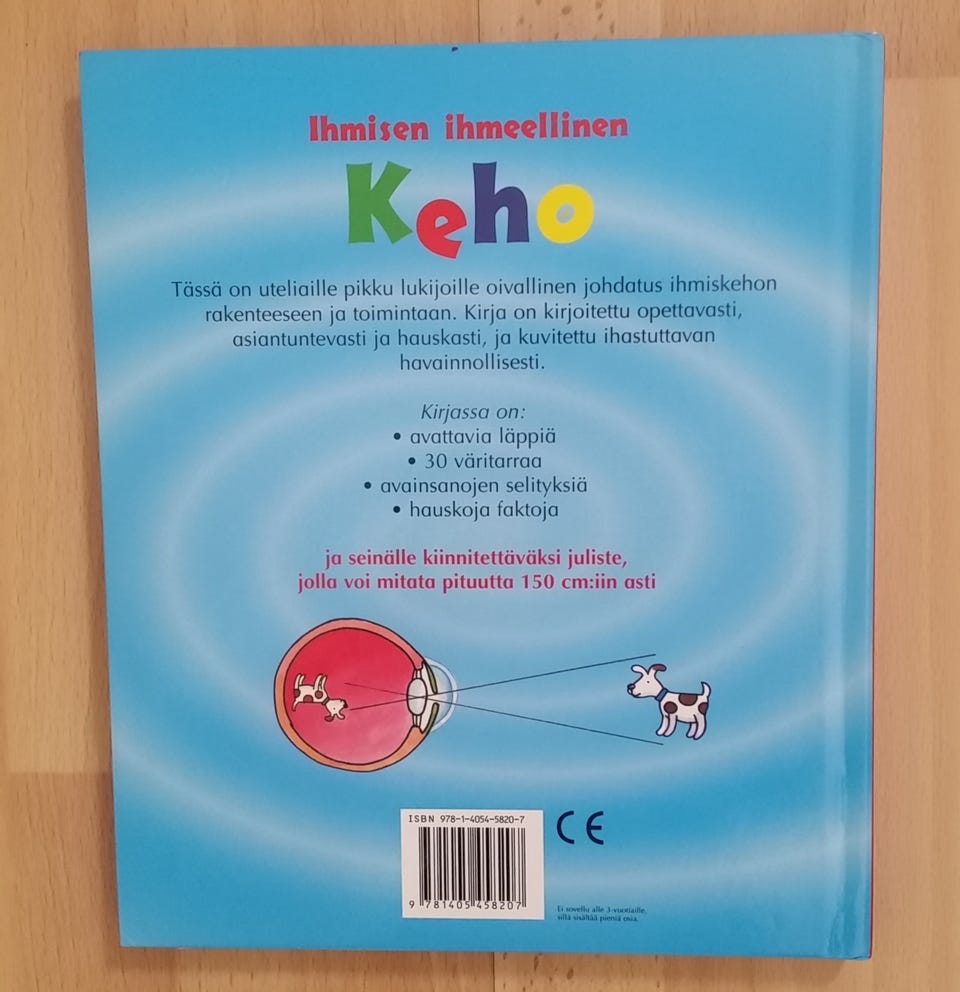 Ihmisen ihmeellinen
Keho
Tässä on uteliaille pikku lukijoille oivallinen johdatus ihmiskehon
rakenteeseen ja toimintaan. Kirja on kirjoitettu opettavasti,
asiantuntevasti ja hauskasti, ja kuvitettu ihastuttavan
havainnollisesti.
Kirjassa on:
• avattavia läppiä
• 30 väritarraa
• avainsanojen selityksiä
• hauskoja faktoja
ja seinälle kiinnitettäväksi juliste,
jolla voi mitata pituutta 150 cm:iin asti
ISBN 978-1-4054-5820-7
9 781405 458207
CE
Ei sovellu alle 3-vuotiaille,
sillä sisältää pieniä osia.